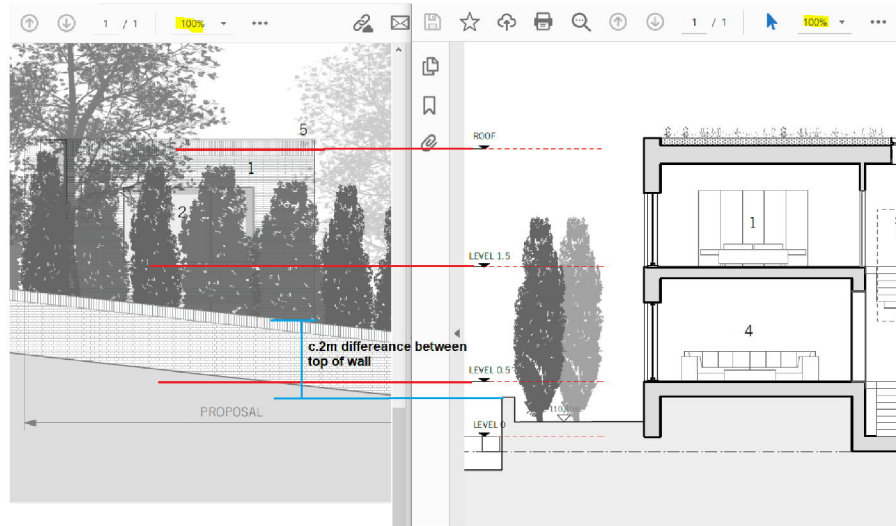 1 / 1
100%
1 / 1
100%
5
1
2
ROOF
LEVEL 1.5
1
c.2m differeance between
top of wall
LEVEL 0.5
4
PROPOSAL
LEVEL 0